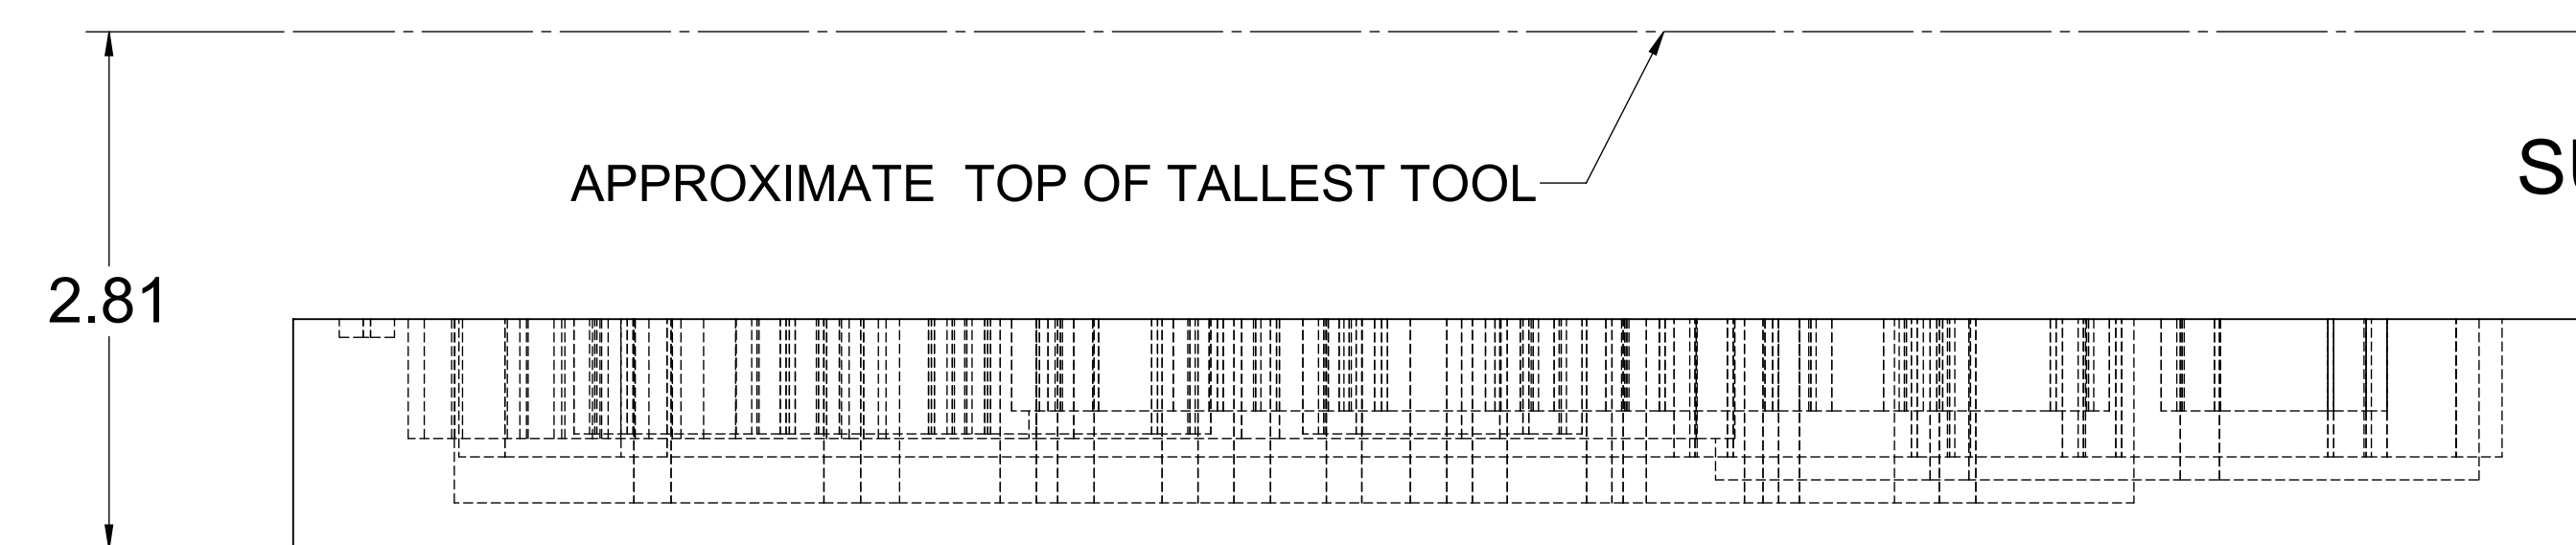 APPROXIMATE  TOP OF TALLEST TOOL
2.81